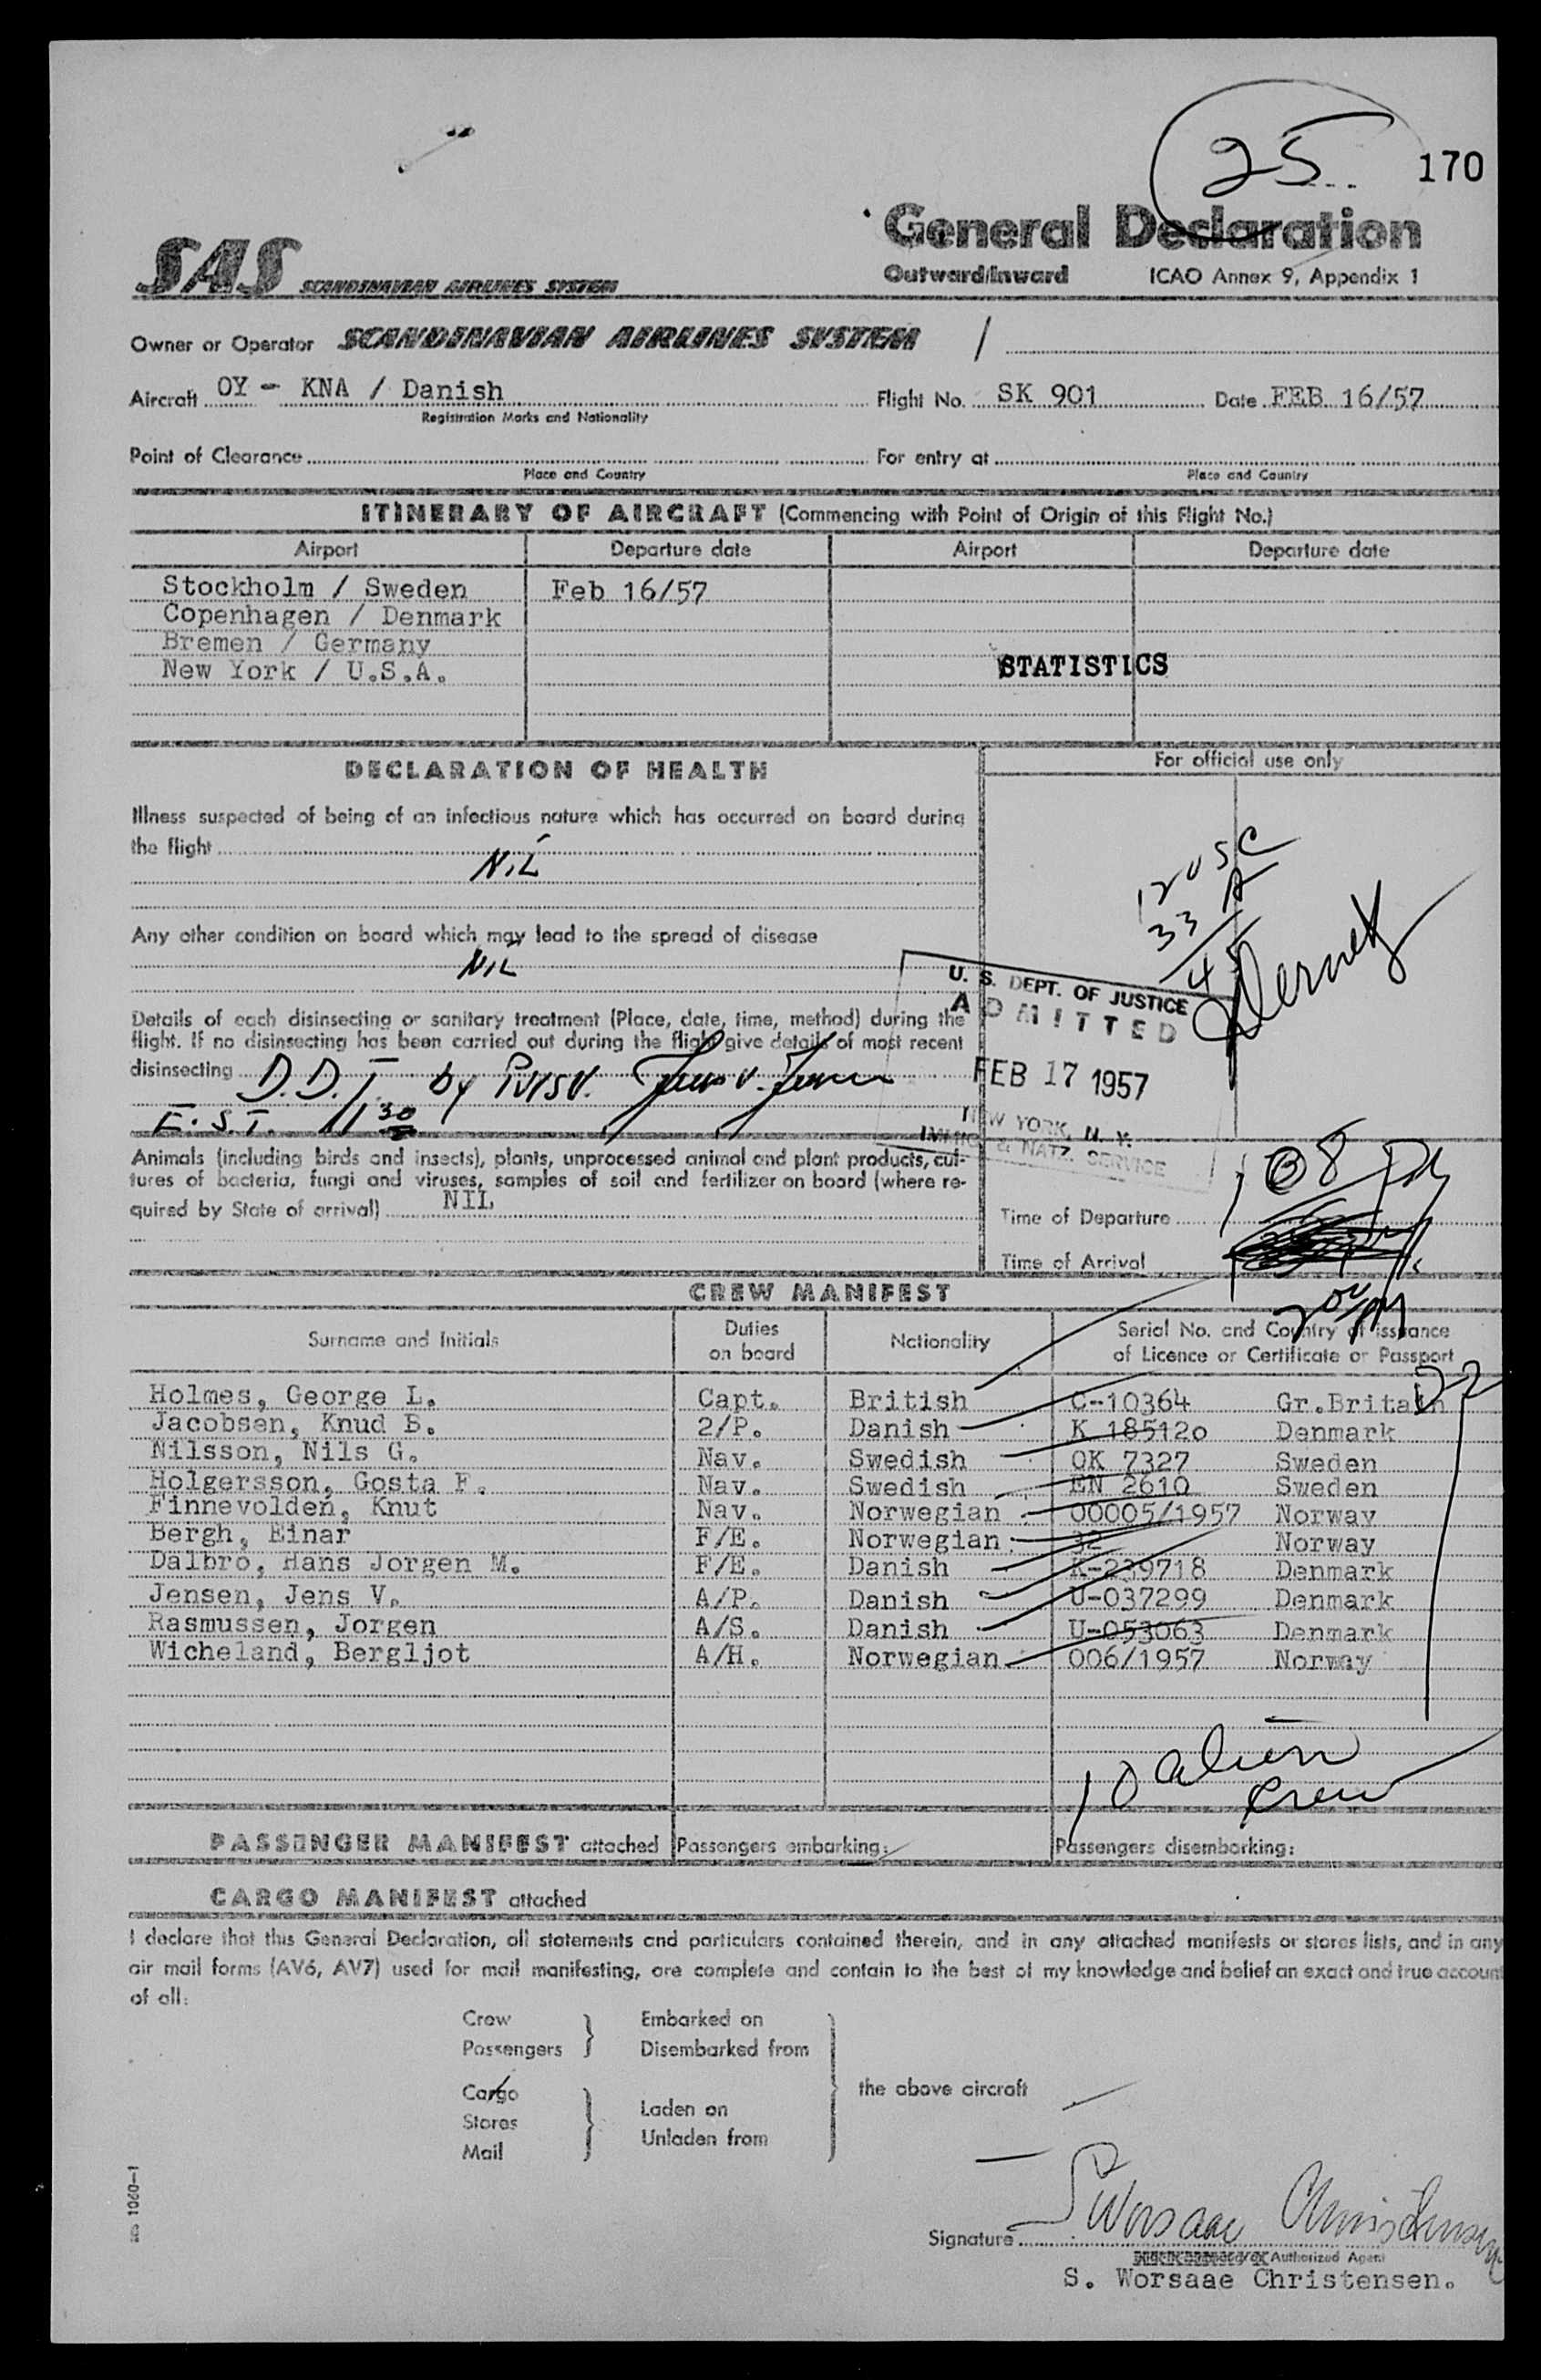 25
170
General Declaration
SAS SCANDINAVIAN AIRLINES SYSTEM
Outward/Inward ICAO Annex 9, Appendix 1
Owner or Operator SCANDINAVIAN AIRLINES SYSTEM /
Aircraft OY - KNA / Danish Flight No. SK 901 Date FEB 16/57
Registration Marks and Nationality
Point of Clearance For entry at
Place and Country Place and Country
ITINERARY OF AIRCRAFT (Commencing with Point of Origin of this Flight No.)
Airport Departure date Airport Departure date
Stockholm / Sweden Feb 16/57
Copenhagen / Denmark
Bremen / Germany
New York / U.S.A.
STATISTICS
DECLARATION OF HEALTH
For official use only
Illness suspected of being of an infectious nature which has occurred on board during
the flight
NIL
12 USC
33 A
45
Any other condition on board which may lead to the spread of disease
NIL
U. S. DEPT. OF JUSTICE
ADMITTED
FEB 17 1957
NEW YORK, N. Y.
IMMIG. & NATZ. SERVICE
Details of each disinsecting or sanitary treatment (Place, date, time, method) during the
flight. If no disinsecting has been carried out during the flight give details of most recent
disinsecting D.D.T. by
E.S.T. 11 30
Animals (including birds and insects), plants, unprocessed animal and plant products, cul-
tures of bacteria, fungi and viruses, samples of soil and fertilizer on board (where re-
quired by State of arrival) NIL
Time of Departure
Time of Arrival
CREW MANIFEST
Surname and Initials Duties on board Nationality Serial No. and Country of issuance of Licence or Certificate or Passport
Holmes, George L. Capt. British C-10364 Gr.Britain
Jacobsen, Knud B. 2/P. Danish K 185120 Denmark
Nilsson, Nils G. Nav. Swedish OK 7327 Sweden
Holgersson, Gosta F. Nav. Swedish EN 2610 Sweden
Finnevolden, Knut Nav. Norwegian 00005/1957 Norway
Bergh, Einar F/E. Norwegian 32 Norway
Dalbro, Hans Jorgen M. F/E. Danish K-239718 Denmark
Jensen, Jens V. A/P. Danish U-037299 Denmark
Rasmussen, Jorgen A/S. Danish U-053063 Denmark
Wicheland, Bergljot A/H. Norwegian 006/1957 Norway
10 alien
crew
PASSENGER MANIFEST attached Passengers embarking: Passengers disembarking:
CARGO MANIFEST attached
I declare that this General Declaration, all statements and particulars contained therein, and in any attached manifests or stores lists, and in any
air mail forms (AV6, AV7) used for mail manifesting, are complete and contain to the best of my knowledge and belief an exact and true account
of all:
Crew Embarked on
Passengers Disembarked from
the above aircraft
Cargo
Laden on
Stores
Unladen from
Mail
1060-1
Signature S Worsaae Christensen
Authorized Agent
S. Worsaae Christensen.